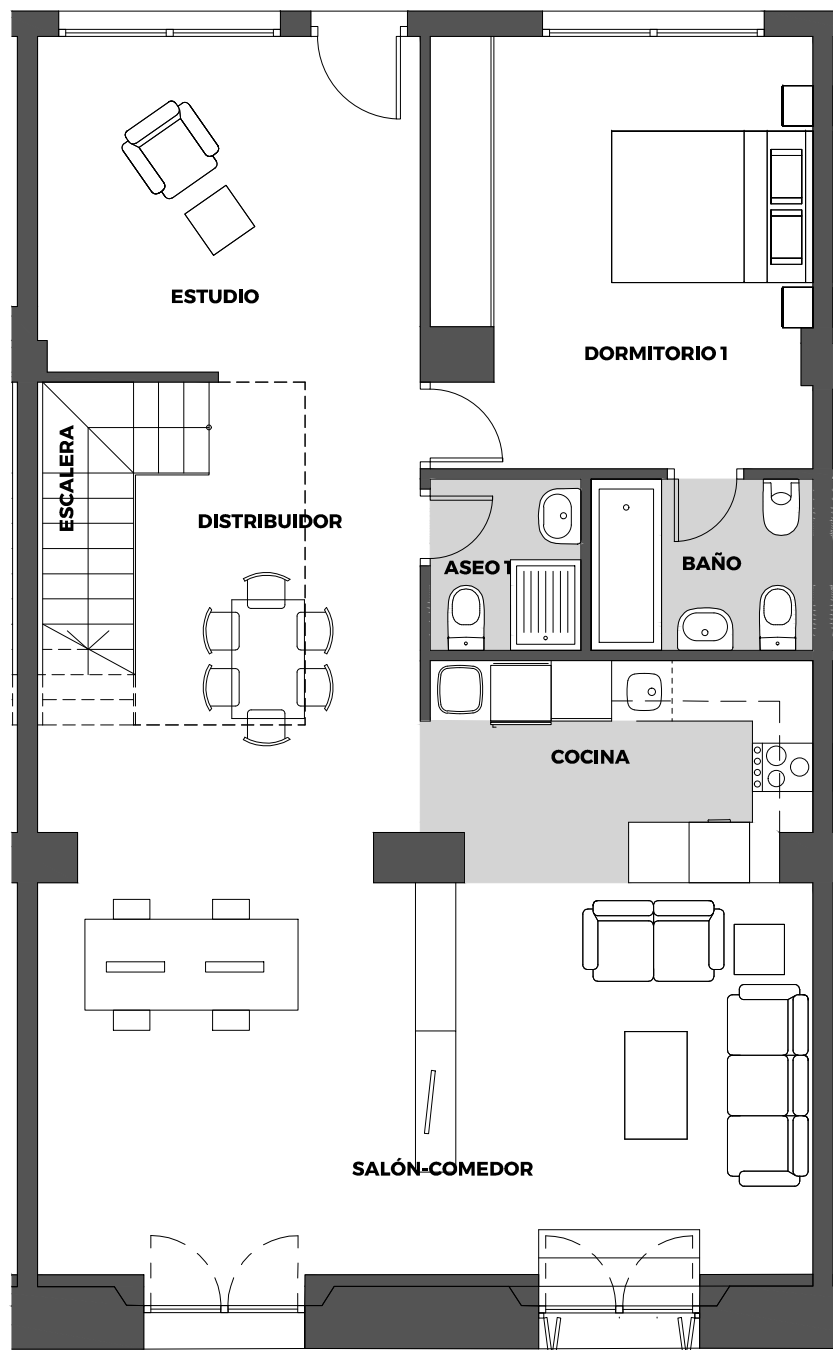 ESTUDIO
DORMITORIO 1
ESCALERA
DISTRIBUIDOR
ASEO 1
BAÑO
COCINA
SALÓN-COMEDOR